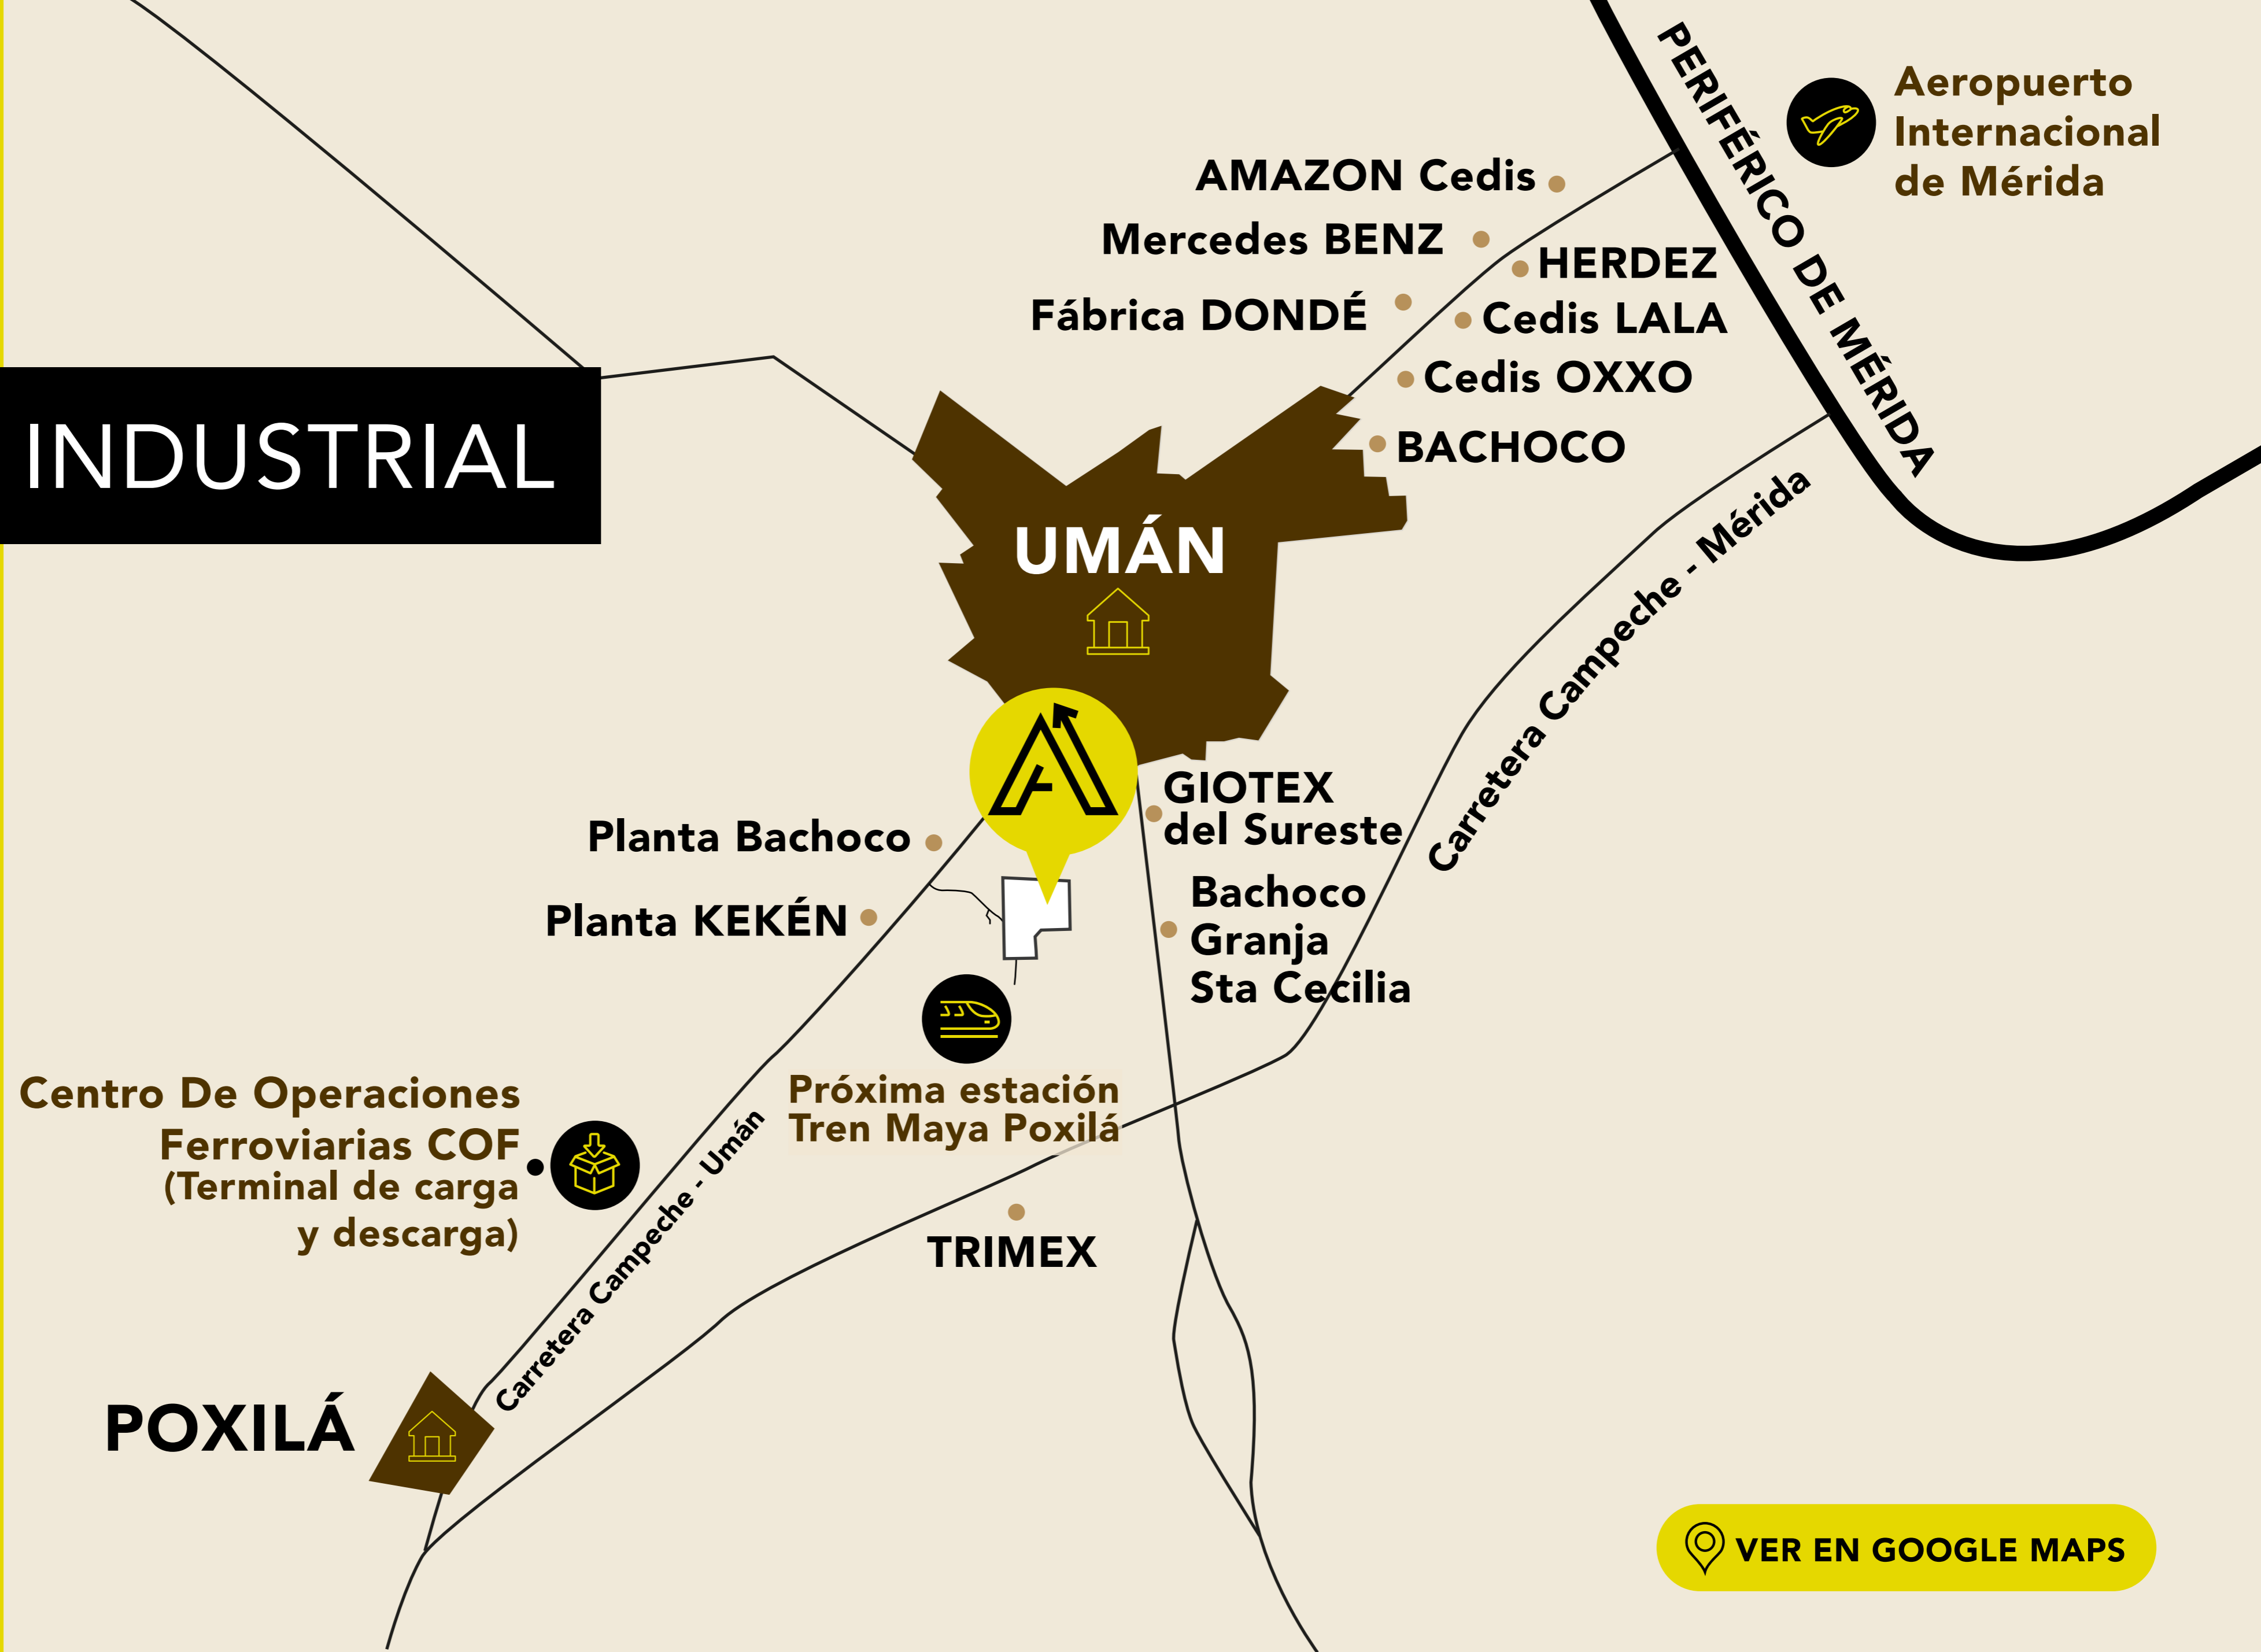 PERIFÉRICO DE MÉRIDA
Aeropuerto
Internacional
de Mérida
AMAZON Cedis
Mercedes BENZ
HERDEZ
Fábrica DONDÉ
Cedis LALA
Cedis OXXO
BACHOCO
INDUSTRIAL
UMÁN
Carretera Campeche - Mérida
GIOTEX
del Sureste
Planta Bachoco
Bachoco
Granja
Sta Cecilia
Planta KEKÉN
Próxima estación
Tren Maya Poxilá
Centro De Operaciones
Ferroviarias COF
(Terminal de carga
y descarga)
Carretera Campeche - Umán
TRIMEX
POXILÁ
VER EN GOOGLE MAPS